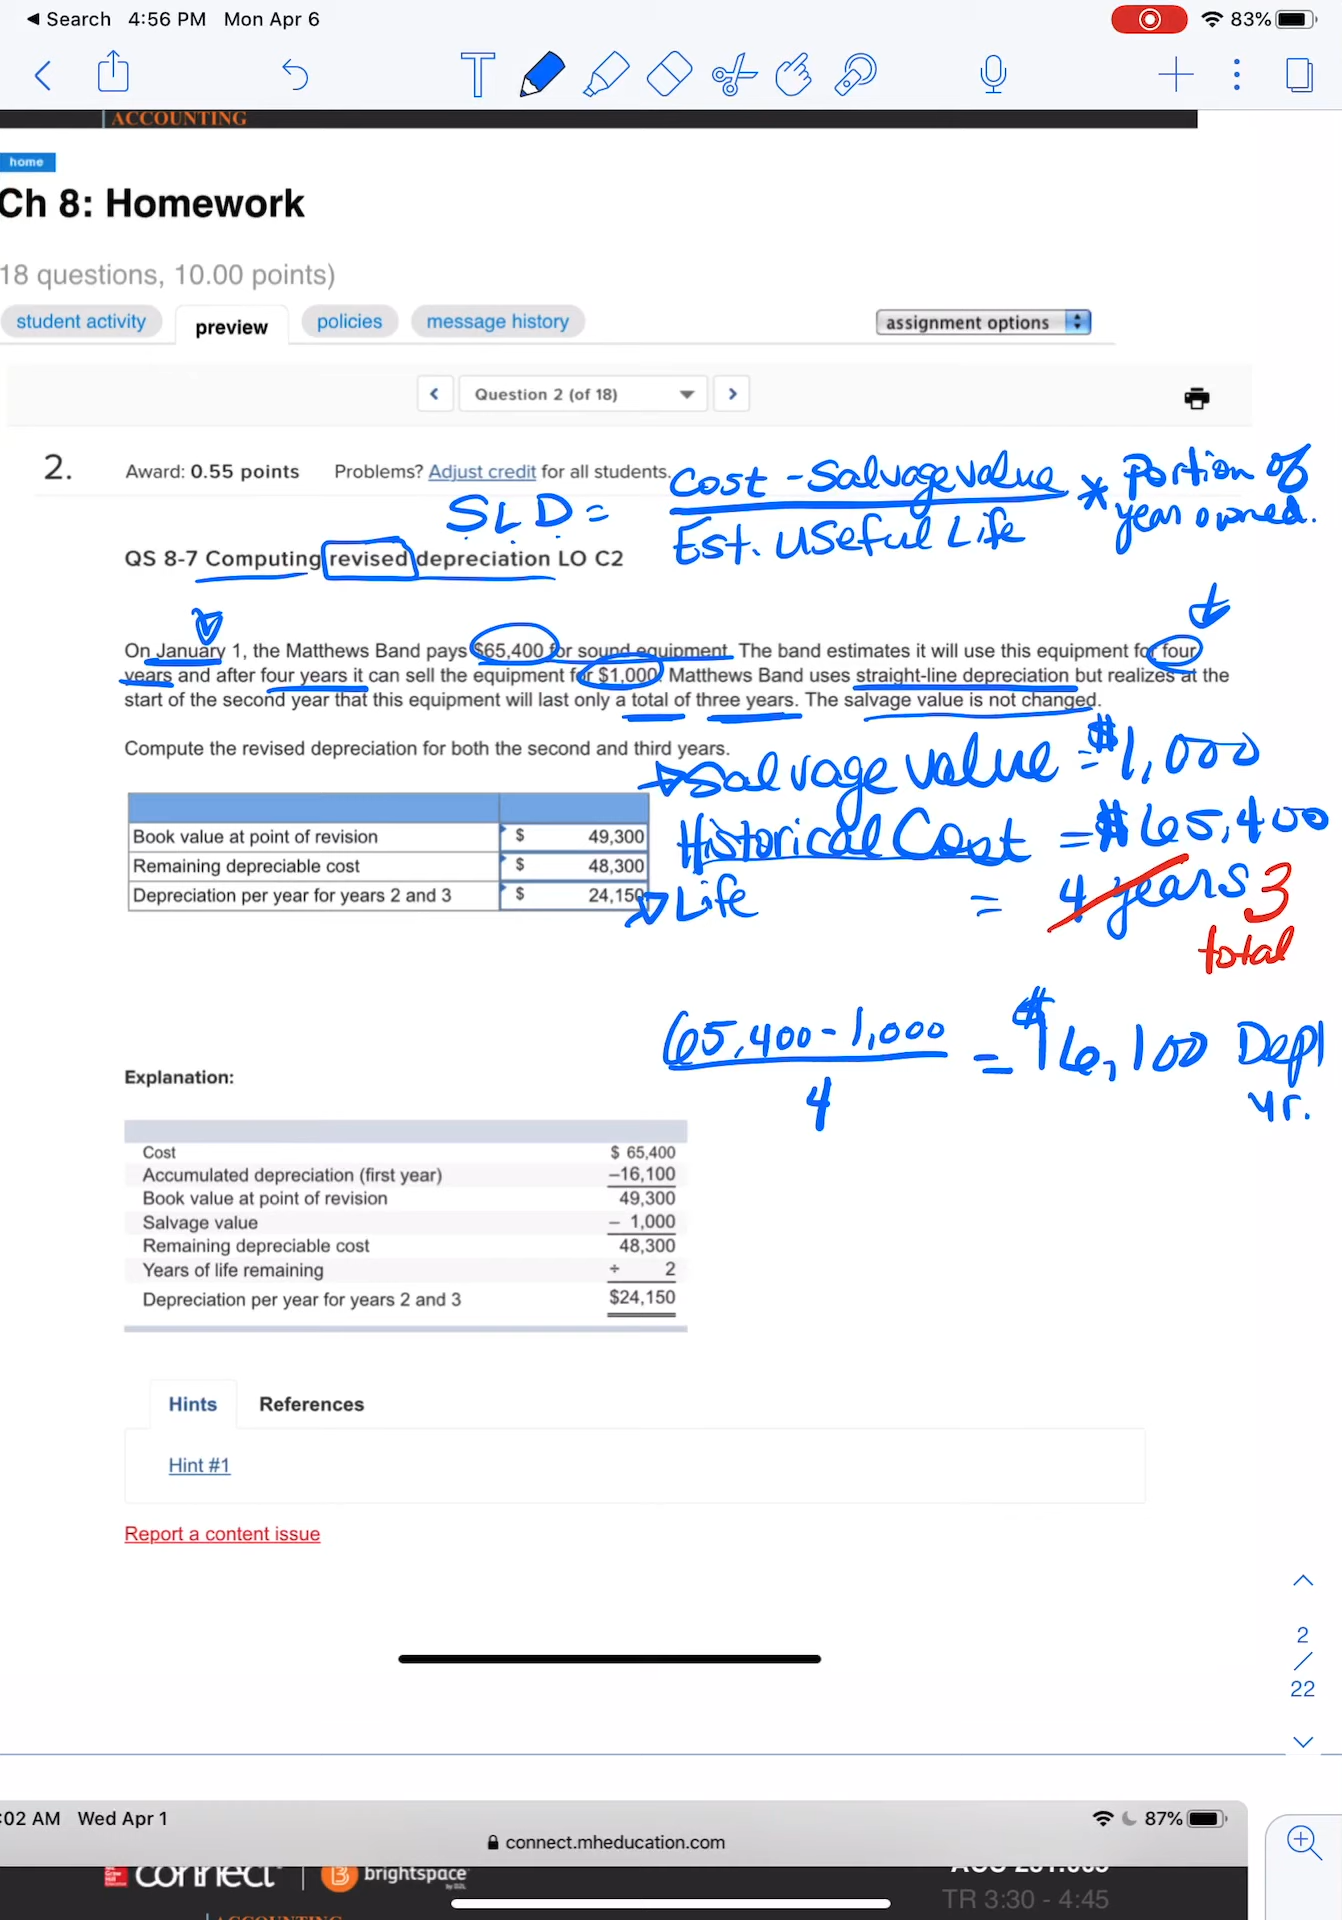 Search 4:56 PM Mon Apr 6 83%
T
ACCOUNTING
home
Ch 8: Homework
18 questions, 10.00 points)
student activity preview policies message history assignment options
Question 2 (of 18)
2. Award: 0.55 points Problems? Adjust credit for all students.
SLD = Cost - Salvage value * Portion of
Est. Useful Life year owned.
QS 8-7 Computing revised depreciation LO C2
On January 1, the Matthews Band pays $65,400 for sound equipment. The band estimates it will use this equipment for four
years and after four years it can sell the equipment for $1,000. Matthews Band uses straight-line depreciation but realizes at the
start of the second year that this equipment will last only a total of three years. The salvage value is not changed.
Compute the revised depreciation for both the second and third years.
Salvage value = $1,000
Book value at point of revision $ 49,300
Historical Cost = $65,400
Remaining depreciable cost $ 48,300
Depreciation per year for years 2 and 3 $ 24,150
Life = 4 years 3
total
65,400 - 1,000 = $16,100 Dep/
4 yr.
Explanation:
Cost $ 65,400
Accumulated depreciation (first year) –16,100
Book value at point of revision 49,300
Salvage value – 1,000
Remaining depreciable cost 48,300
Years of life remaining ÷ 2
Depreciation per year for years 2 and 3 $24,150
Hints References
Hint #1
Report a content issue
2
/
22
:02 AM Wed Apr 1 87%
connect.mheducation.com
connect brightspace
TR 3:30 - 4:45
ACCOUNTING